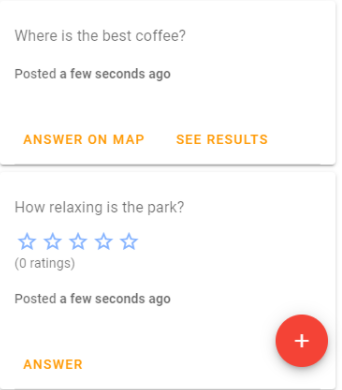 Where is the best coffee?
Posted a few seconds ago
ANSWER ON MAP SEE RESULTS
How relaxing is the park?
(0 ratings)
Posted a few seconds ago
+
ANSWER